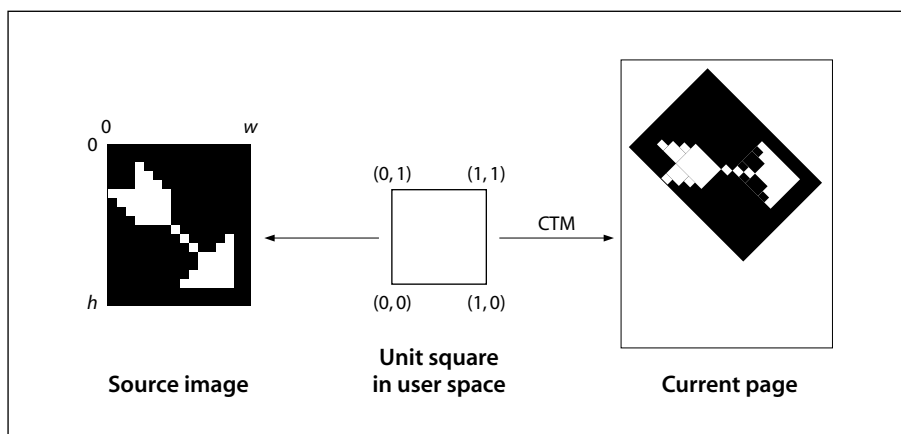 0 w
0
h
(0, 1) (1, 1)
(0, 0) (1, 0)
CTM
Source image
Unit square
in user space
Current page